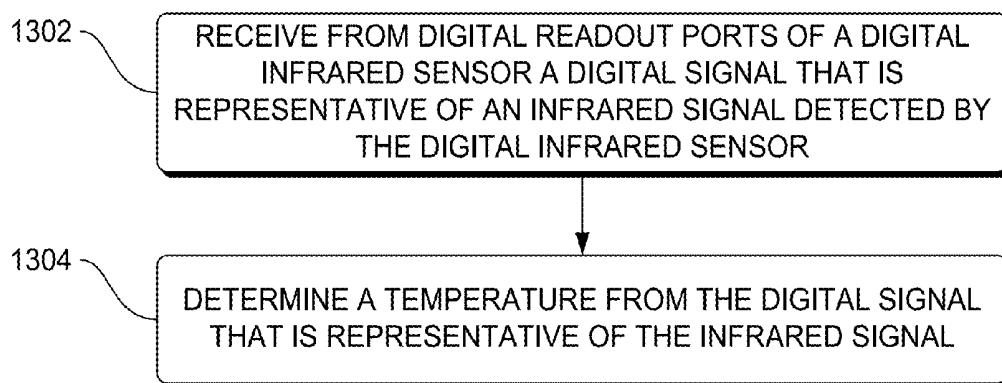 1302
RECEIVE FROM DIGITAL READOUT PORTS OF A DIGITAL
INFRARED SENSOR A DIGITAL SIGNAL THAT IS
REPRESENTATIVE OF AN INFRARED SIGNAL DETECTED BY
THE DIGITAL INFRARED SENSOR
1304
DETERMINE A TEMPERATURE FROM THE DIGITAL SIGNAL
THAT IS REPRESENTATIVE OF THE INFRARED SIGNAL